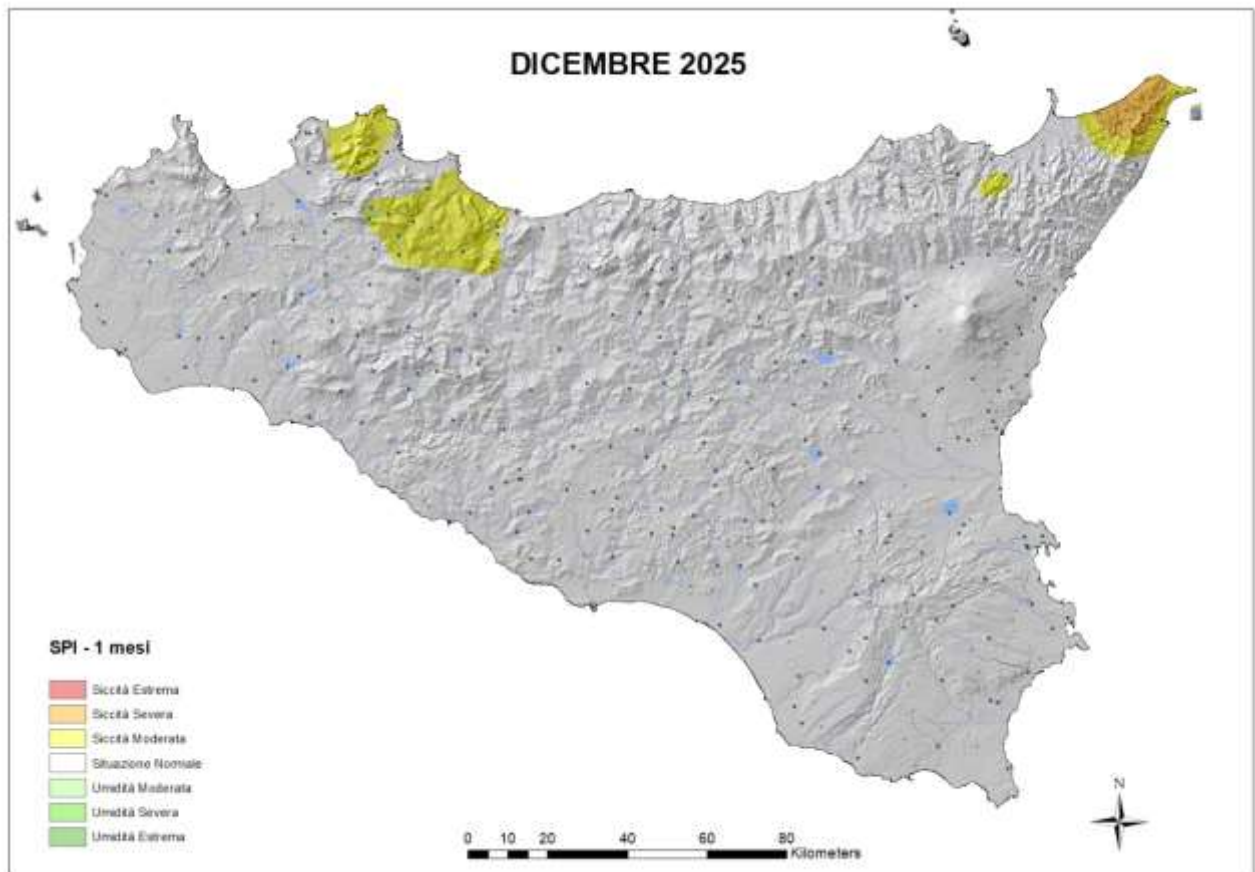 DICEMBRE 2025
SPI - 1 mesi
Siccità Estrema
Siccità Severa
Siccità Moderata
Situazione Normale
Umidità Moderata
Umidità Severa
Umidità Estrema
N
0 10 20 40 60 80
Kilometers